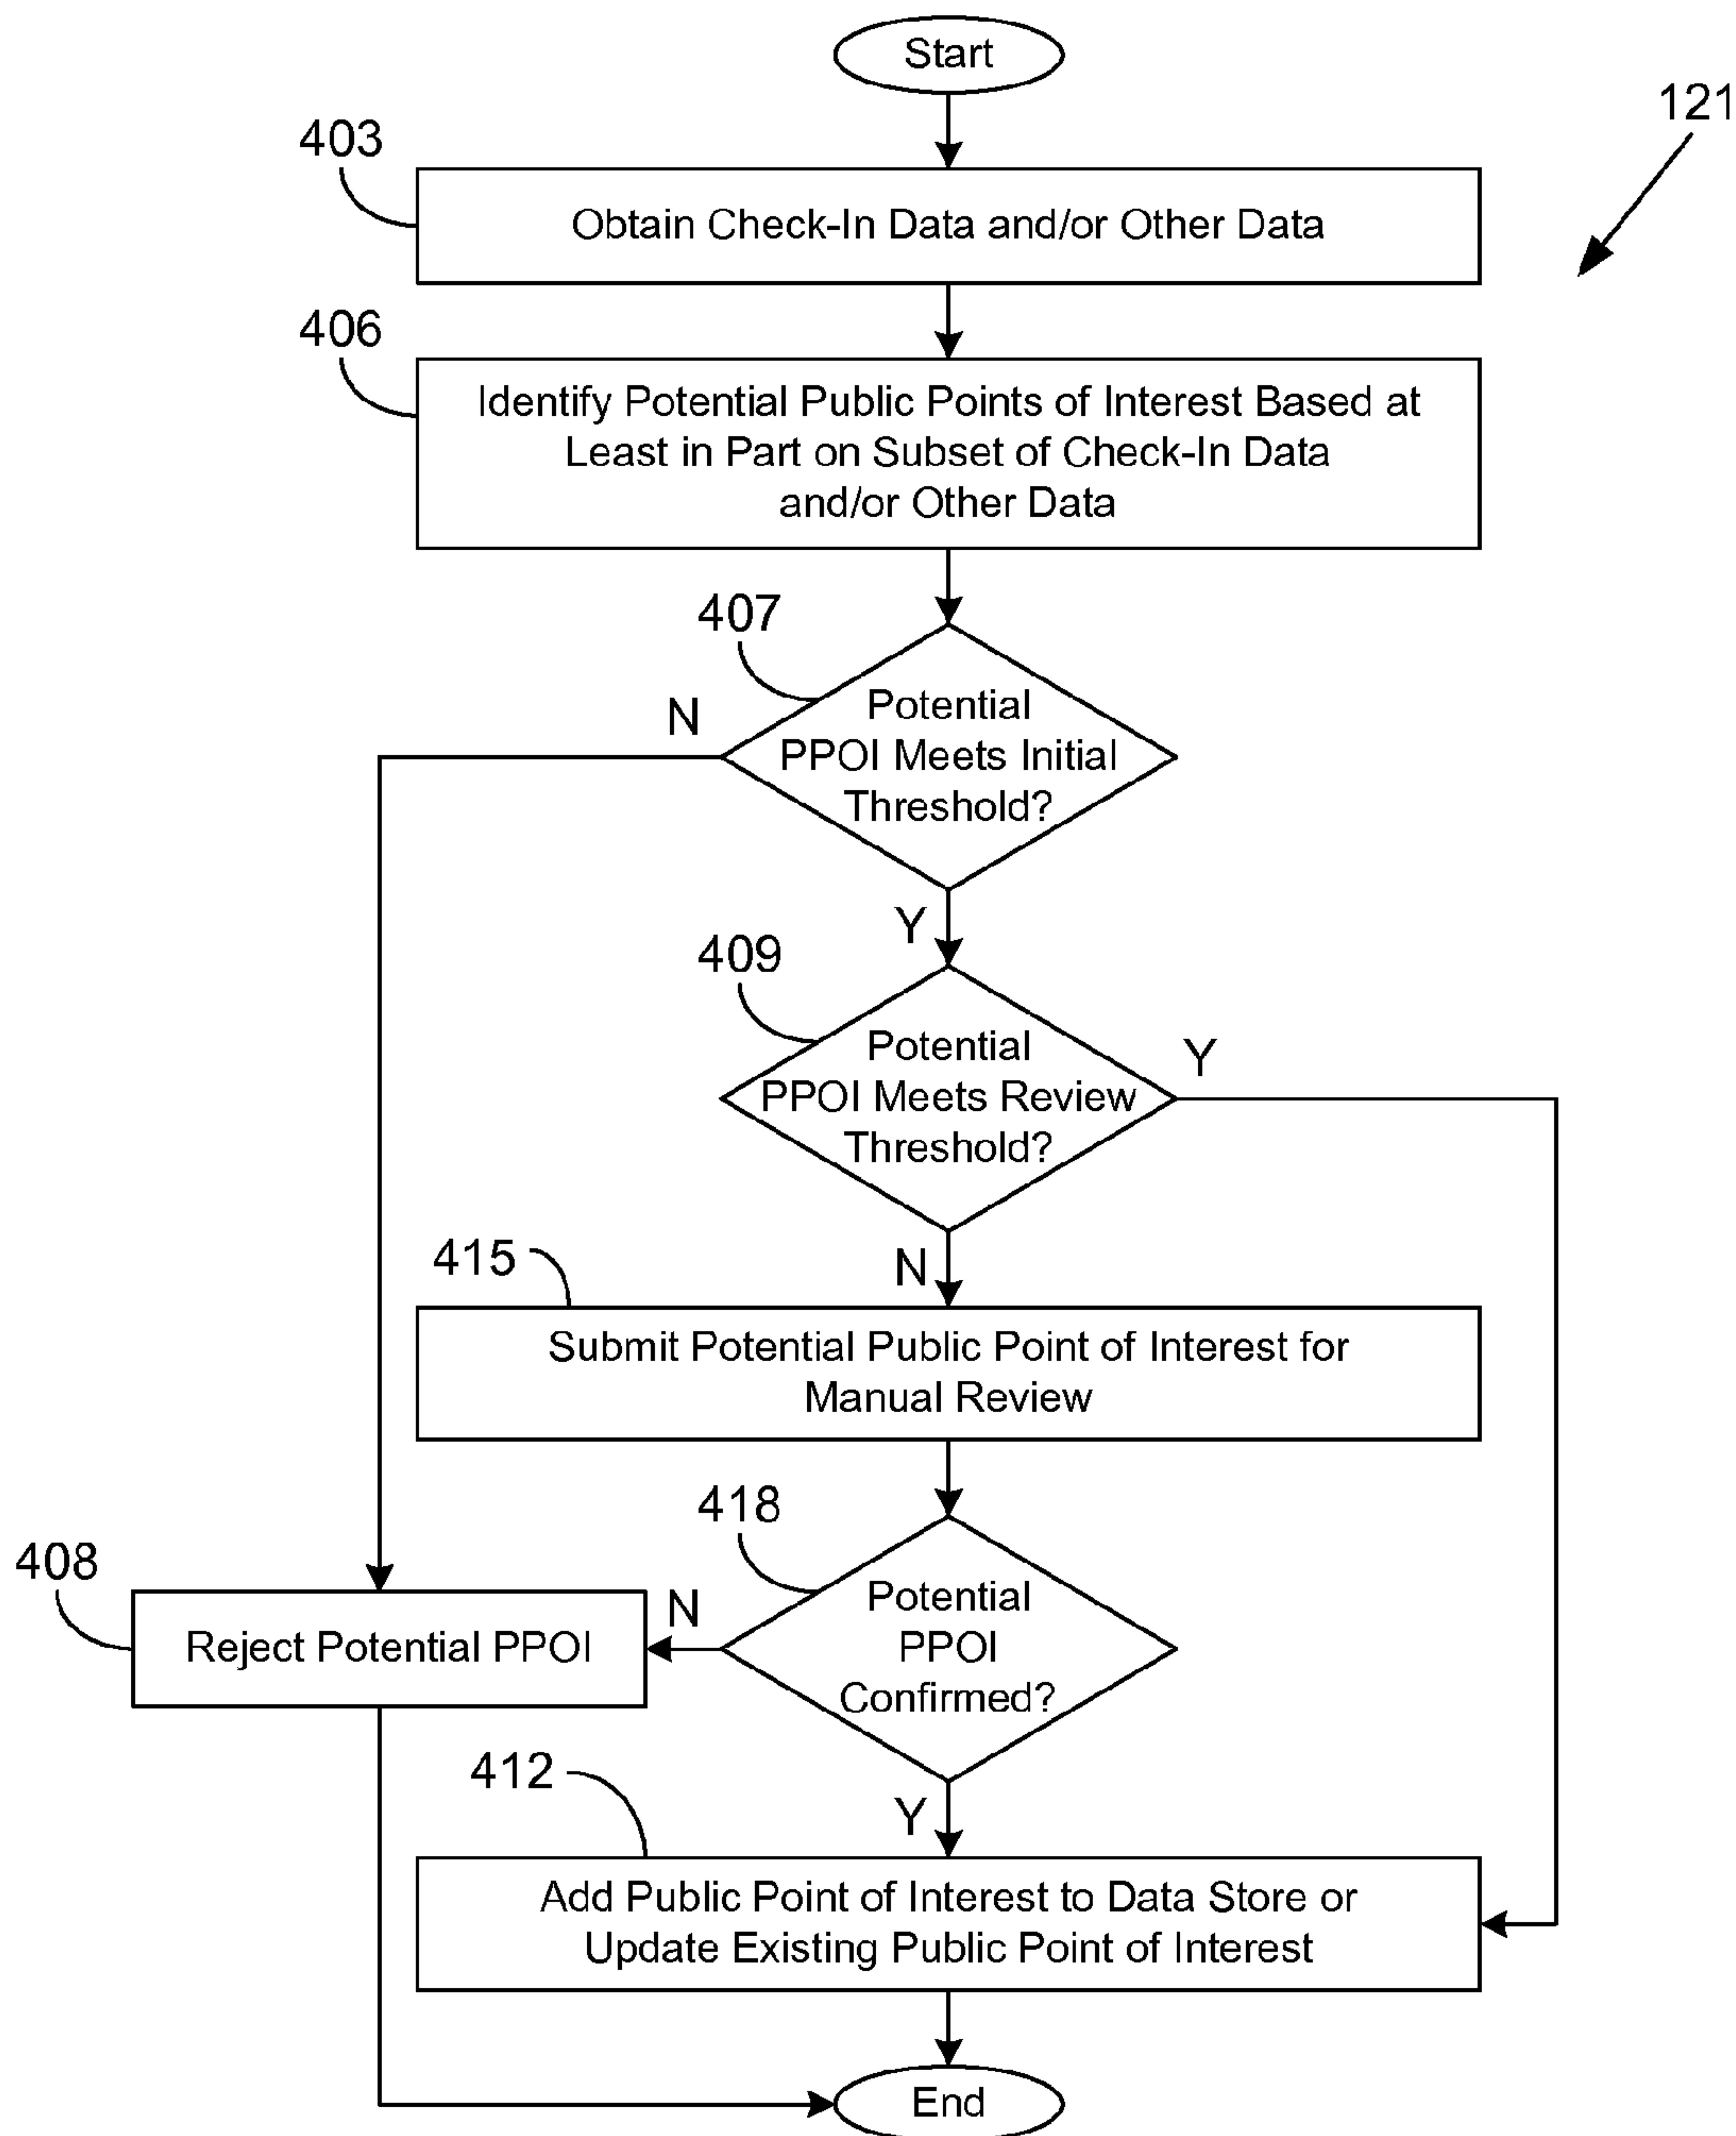 Start
121
403
Obtain Check-In Data and/or Other Data
406
Identify Potential Public Points of Interest Based at
Least in Part on Subset of Check-In Data
and/or Other Data
407
N
Potential
PPOI Meets Initial
Threshold?
Y
409
Potential
PPOI Meets Review
Threshold?
Y
N
415
Submit Potential Public Point of Interest for
Manual Review
418
408
N
Potential
PPOI
Confirmed?
Reject Potential PPOI
412
Y
Add Public Point of Interest to Data Store or
Update Existing Public Point of Interest
End